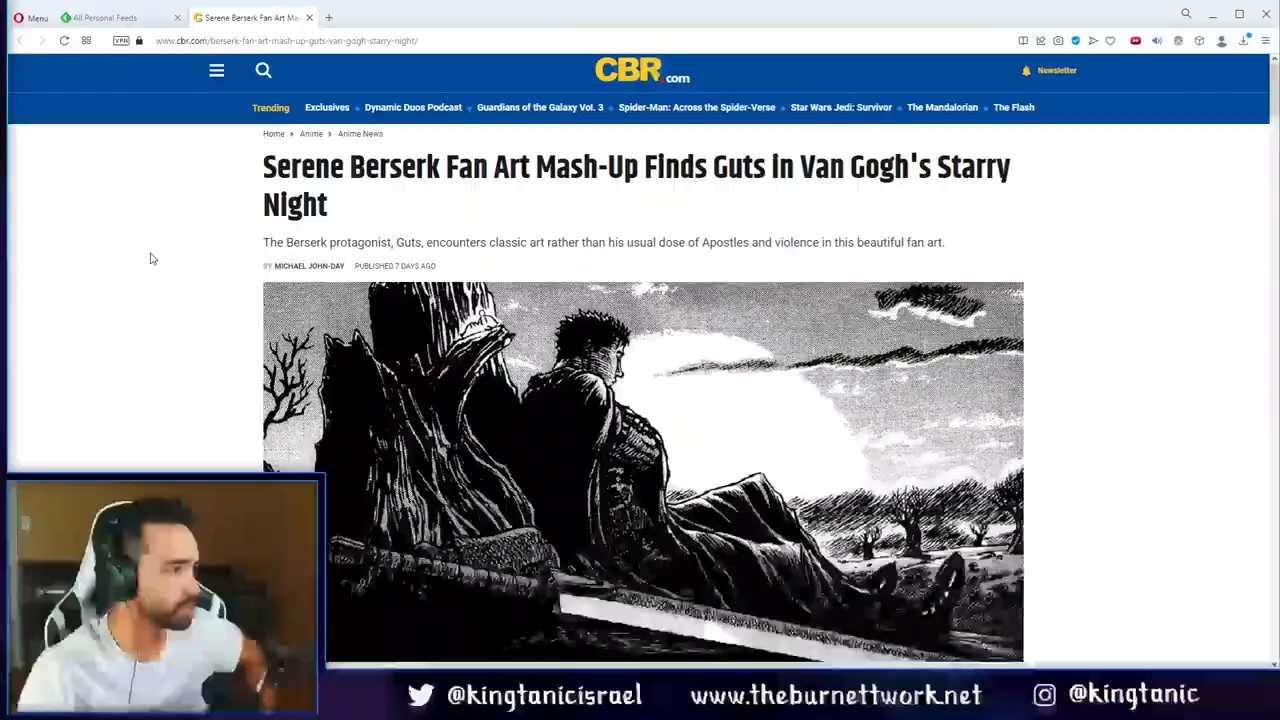 Menu
All Personal Feeds
Serene Berserk Fan Art Ma
VPN
www.cbr.com/berserk-fan-art-mash-up-guts-van-gogh-starry-night/
CBR.com
Newsletter
Trending Exclusives Dynamic Duos Podcast Guardians of the Galaxy Vol. 3 Spider-Man: Across the Spider-Verse Star Wars Jedi: Survivor The Mandalorian The Flash
Home > Anime > Anime News
Serene Berserk Fan Art Mash-Up Finds Guts in Van Gogh's Starry
Night
The Berserk protagonist, Guts, encounters classic art rather than his usual dose of Apostles and violence in this beautiful fan art.
BY MICHAEL JOHN-DAY PUBLISHED 7 DAYS AGO
@kingtanicisrael www.theburnettwork.net @kingtanic